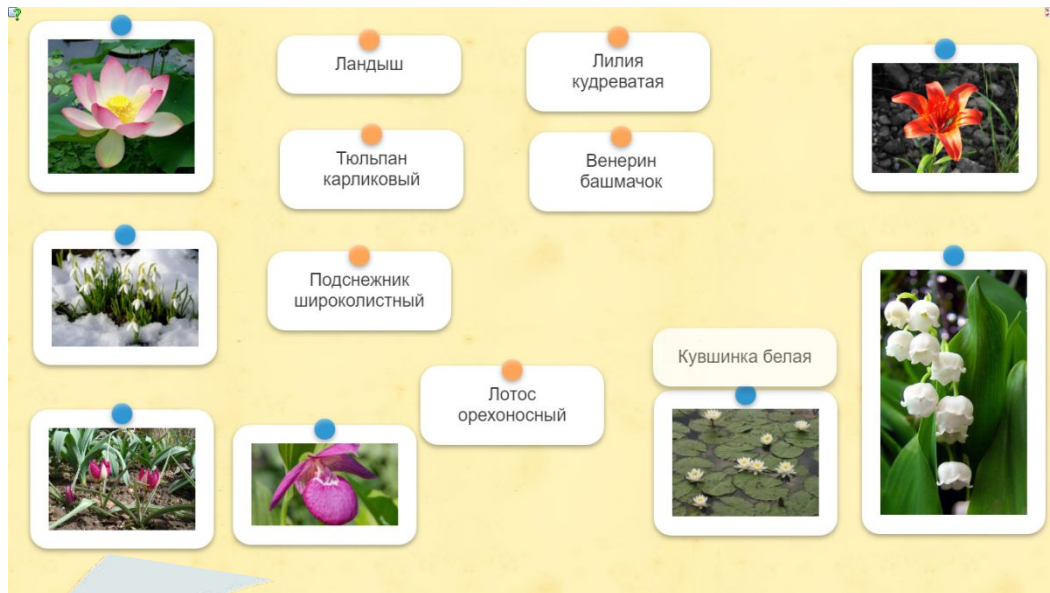 Ландыш
Лилия
кудреватая
Тюльпан
карликовый
Венерин
башмачок
Подснежник
широколистный
Кувшинка белая
Лотос
орехоносный